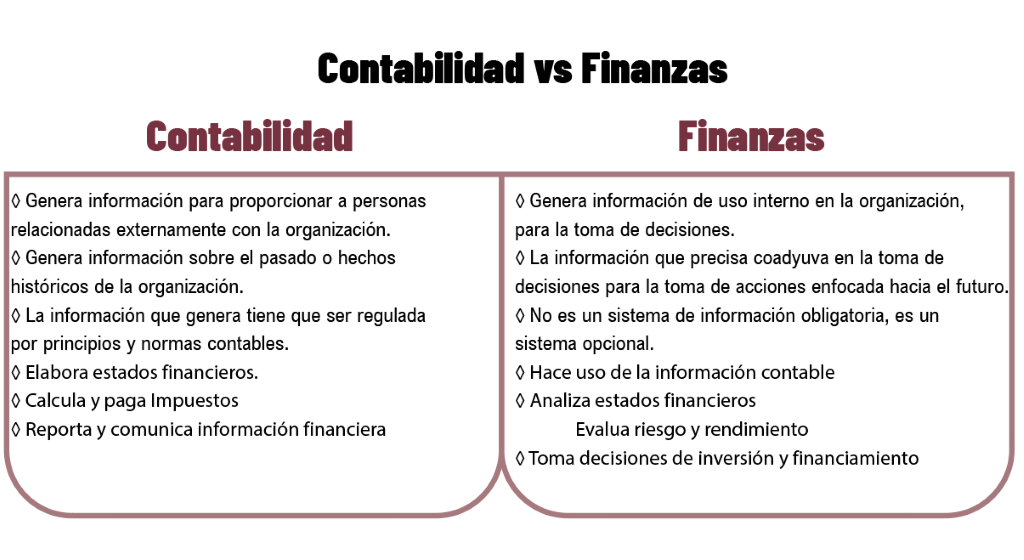 Contabilidad vs Finanzas
Contabilidad
◊ Genera información para proporcionar a personas
relacionadas externamente con la organización.
◊ Genera información sobre el pasado o hechos
históricos de la organización.
◊ La información que genera tiene que ser regulada
por principios y normas contables.
◊ Elabora estados financieros.
◊ Calcula y paga Impuestos
◊ Reporta y comunica información financiera
Finanzas
◊ Genera información de uso interno en la organización,
para la toma de decisiones.
◊ La información que precisa coadyuva en la toma de
decisiones para la toma de acciones enfocada hacia el futuro.
◊ No es un sistema de información obligatoria, es un
sistema opcional.
◊ Hace uso de la información contable
◊ Analiza estados financieros
Evalua riesgo y rendimiento
◊ Toma decisiones de inversión y financiamiento